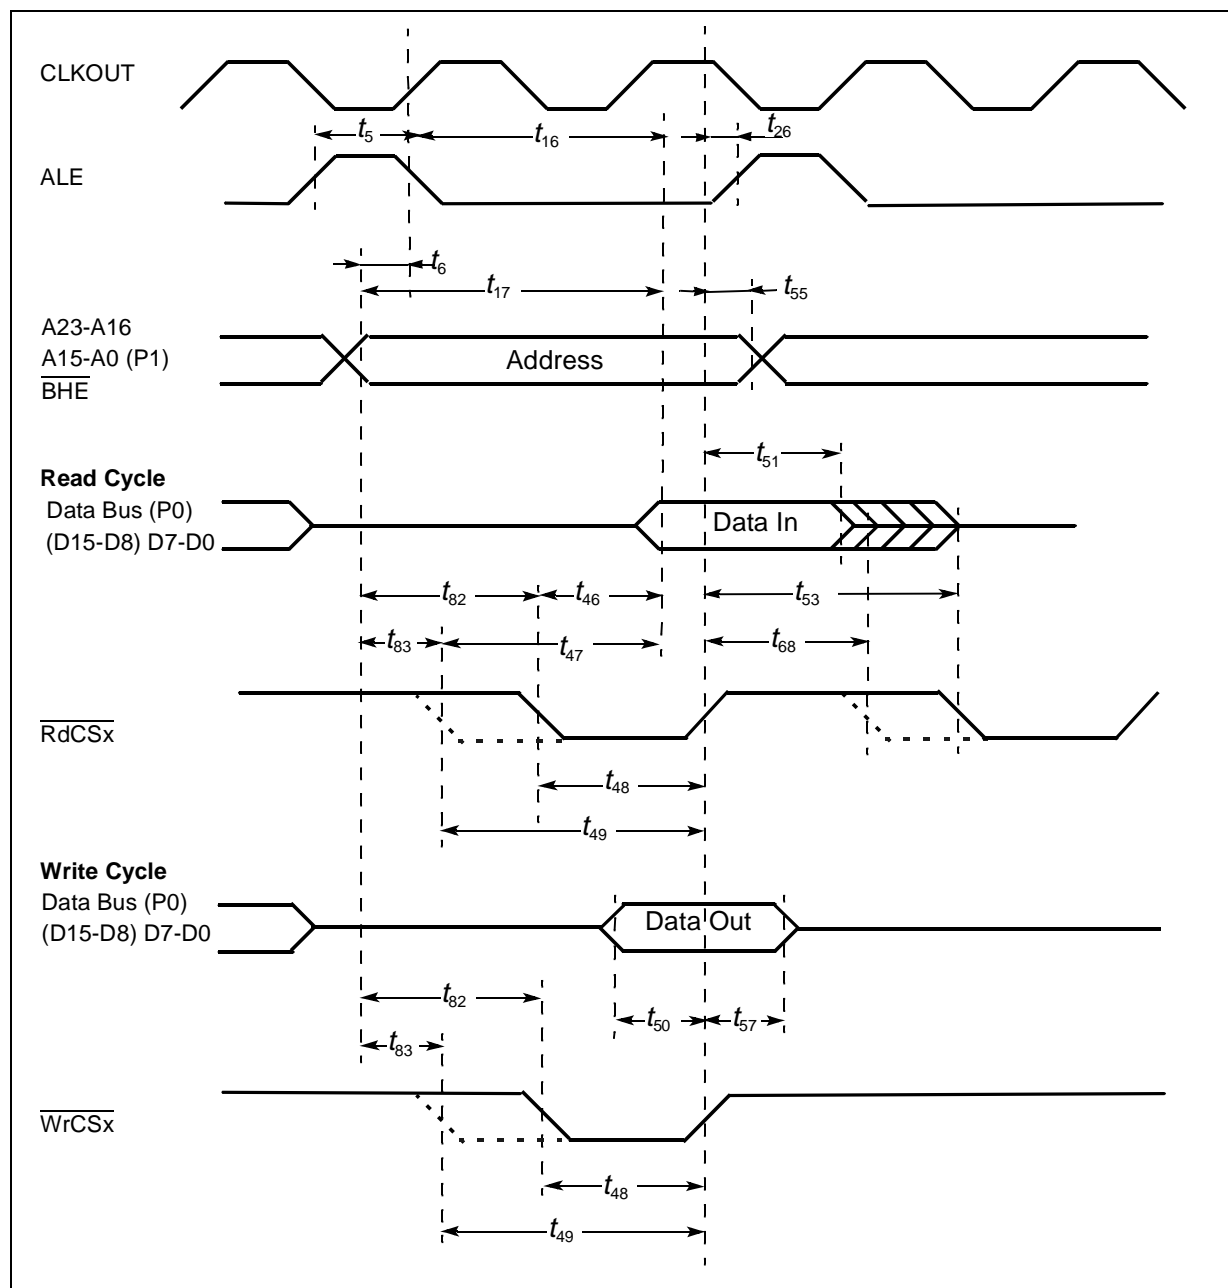 CLKOUT
t5 t16 t26
ALE
t6
t17 t55
A23-A16
A15-A0 (P1)
BHE
Address
t51
Read Cycle
Data Bus (P0)
(D15-D8) D7-D0
Data In
t82 t46 t53
t83 t47 t68
RdCSx
t48
t49
Write Cycle
Data Bus (P0)
(D15-D8) D7-D0
Data Out
t82 t50 t57
t83
WrCSx
t48
t49